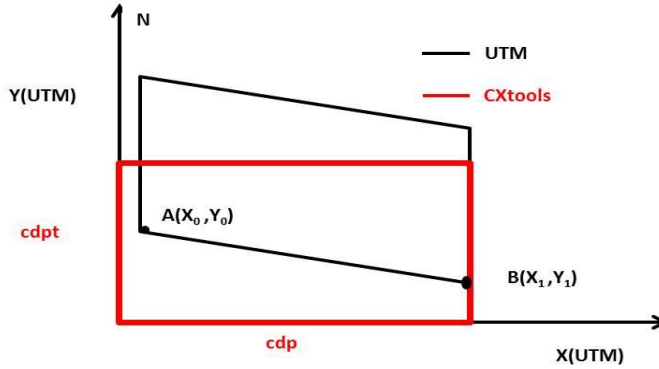 N
UTM
Y(UTM)
CXtools
A(X₀ ,Y₀)
cdpt
B(X₁ ,Y₁)
cdp
X(UTM)